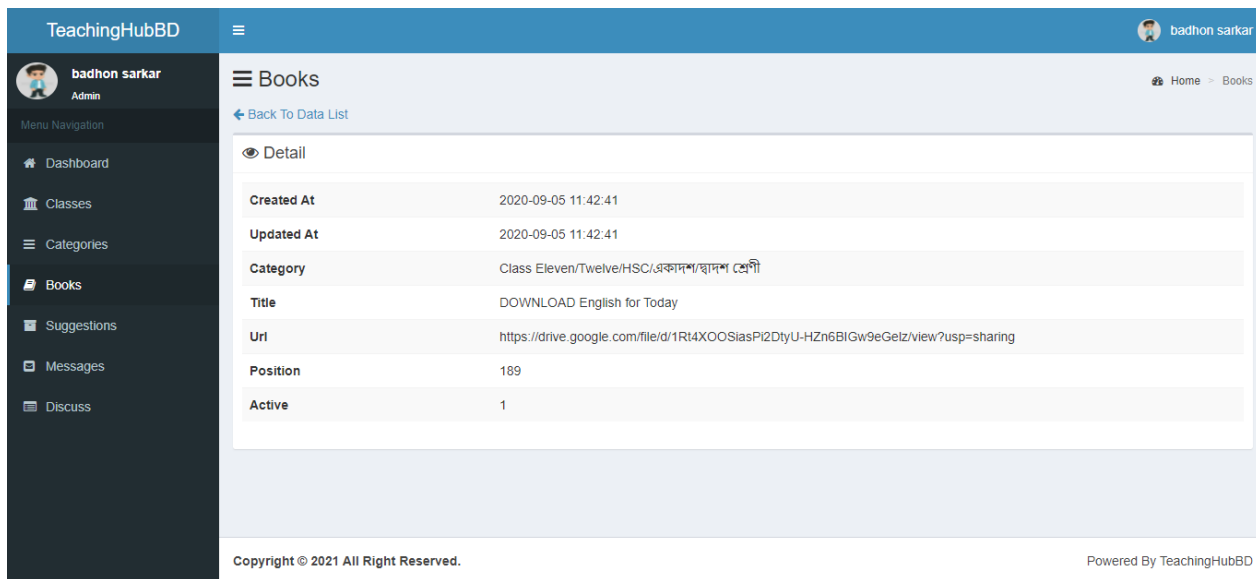 TeachingHubBD
badhon sarkar
badhon sarkar
Admin
Menu Navigation
Dashboard
Classes
Categories
Books
Suggestions
Messages
Discuss
Books
Home > Books
Back To Data List
Detail
Created At 2020-09-05 11:42:41
Updated At 2020-09-05 11:42:41
Category Class Eleven/Twelve/HSC/একাদশ/দ্বাদশ শ্রেণী
Title DOWNLOAD English for Today
Url https://drive.google.com/file/d/1Rt4XOOSiasPi2DtyU-HZn6BIGw9eGelz/view?usp=sharing
Position 189
Active 1
Copyright © 2021 All Right Reserved. Powered By TeachingHubBD